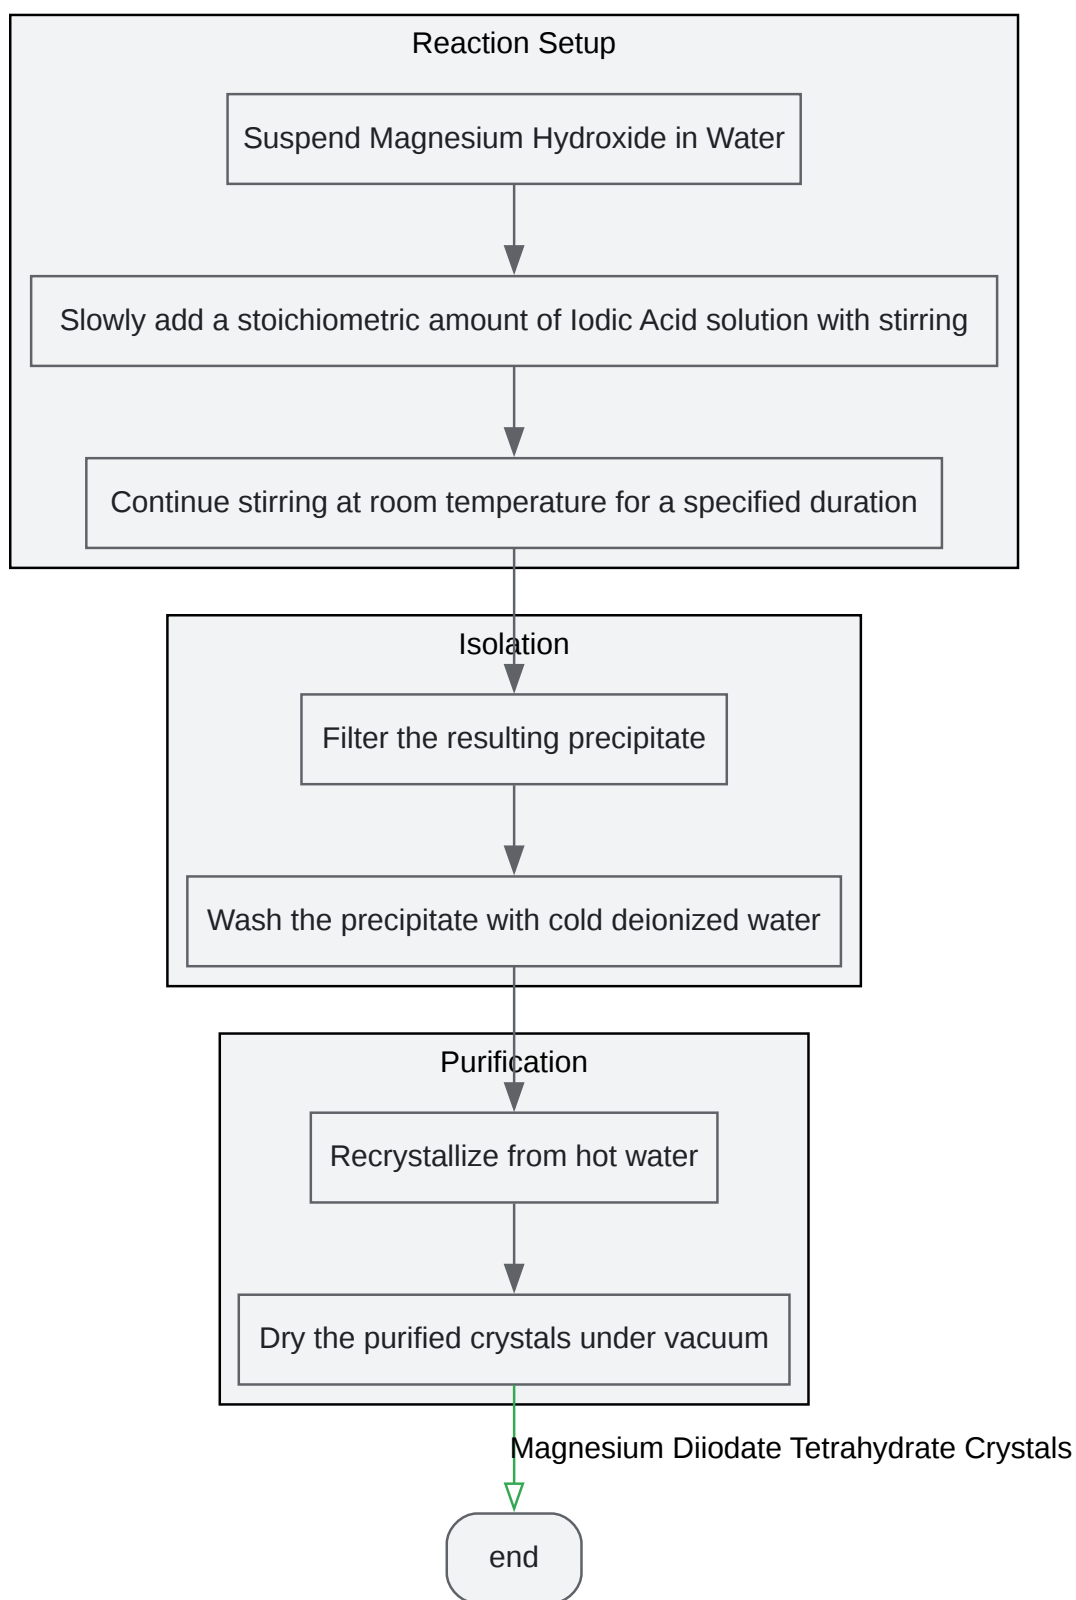 Reaction Setup
Suspend Magnesium Hydroxide in Water
Slowly add a stoichiometric amount of Iodic Acid solution with stirring
Continue stirring at room temperature for a specified duration
Isolation
Filter the resulting precipitate
Wash the precipitate with cold deionized water
Purification
Recrystallize from hot water
Dry the purified crystals under vacuum
Magnesium Diiodate Tetrahydrate Crystals
end